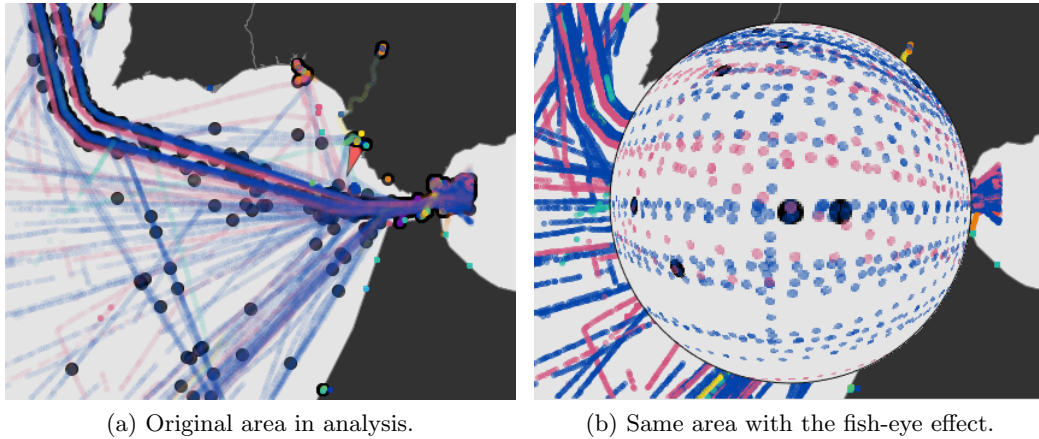 (a) Original area in analysis.
(b) Same area with the fish-eye effect.